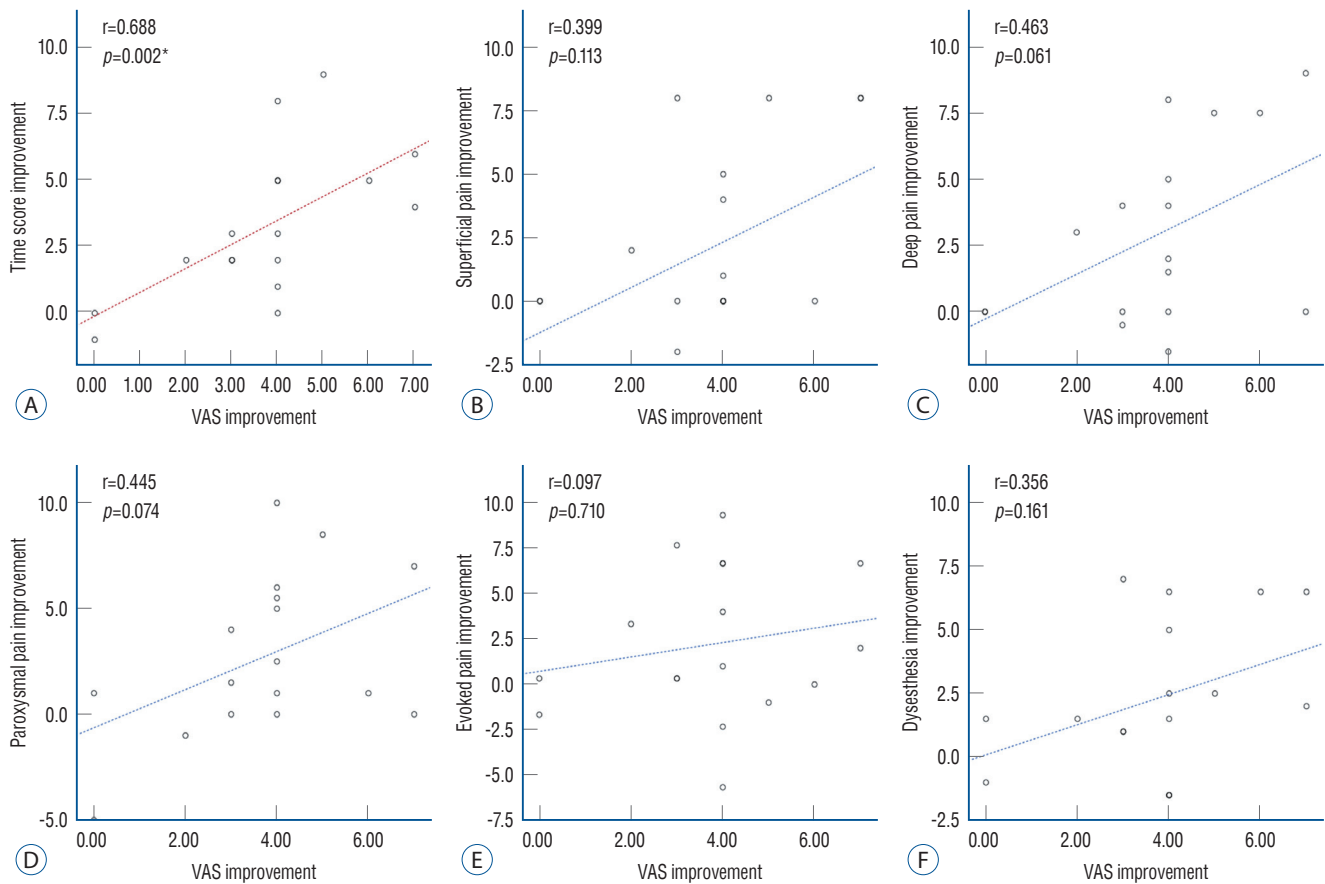 r=0.688
p=0.002*
10.0
7.5
5.0
2.5
0.0
Time score improvement
0.00 1.00 2.00 3.00 4.00 5.00 6.00 7.00
VAS improvement
A
r=0.399
p=0.113
10.0
7.5
5.0
2.5
0.0
-2.5
Superficial pain improvement
0.00 2.00 4.00 6.00
VAS improvement
B
r=0.463
p=0.061
10.0
7.5
5.0
2.5
0.0
Deep pain improvement
0.00 2.00 4.00 6.00
VAS improvement
C
r=0.445
p=0.074
10.0
5.0
0.0
-5.0
Paroxysmal pain improvement
0.00 2.00 4.00 6.00
VAS improvement
D
r=0.097
p=0.710
10.0
7.5
5.0
2.5
0.0
-2.5
-5.0
-7.5
Evoked pain improvement
0.00 2.00 4.00 6.00
VAS improvement
E
r=0.356
p=0.161
10.0
7.5
5.0
2.5
0.0
-2.5
Dysesthesia improvement
0.00 2.00 4.00 6.00
VAS improvement
F